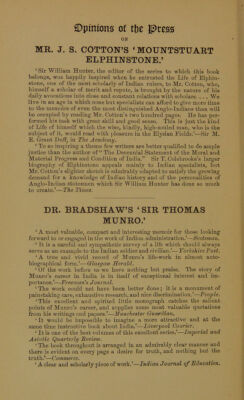 Opinions of the Press
ON
MR. J. S. COTTON'S 'MOUNTSTUART
ELPHINSTONE.'
'Sir William Hunter, the editor of the series to which this book
belongs, was happily inspired when he entrusted the Life of Elphin-
stone, one of the most scholarly of Indian rulers, to Mr. Cotton, who,
himself a scholar of merit and repute, is brought by the nature of his
daily avocations into close and constant relations with scholars. . . . We
live in an age in which none but specialists can afford to give more time
to the memoirs of even the most distinguished Anglo-Indians than will
be occupied by reading Mr. Cotton's two hundred pages. He has per-
formed his task with great skill and good sense. This is just the kind
of Life of himself which the wise, kindly, high-souled man, who is the
subject of it, would read with pleasure in the Elysian Fields.'—Sir M.
E. Grant Duff, in The Academy.
'To so inspiring a theme few writers are better qualified to do ample
justice than the author of "The Decennial Statement of the Moral and
Material Progress and Condition of India." Sir T. Colebrooke's larger
biography of Elphinstone appeals mainly to Indian specialists, but
Mr. Cotton's slighter sketch is admirably adapted to satisfy the growing
demand for a knowledge of Indian history and of the personalities of
Anglo-Indian statesmen which Sir William Hunter has done so much
to create.'—The Times.
DR. BRADSHAW'S 'SIR THOMAS
MUNRO.'
'A most valuable, compact and interesting memoir for those looking
forward to or engaged in the work of Indian administration.'—Scotsman.
'It is a careful and sympathetic survey of a life which should always
serve as an example to the Indian soldier and civilian.'—Yorkshire Post.
'A true and vivid record of Munro's life-work in almost auto-
biographical form.'—Glasgow Herald.
'Of the work before us we have nothing but praise. The story of
Munro's career in India is in itself of exceptional interest and im-
portance.'—Freeman's Journal.
'The work could not have been better done; it is a monument of
painstaking care, exhaustive research, and nice discrimination.'—People.
'This excellent and spirited little monograph catches the salient
points of Munro's career, and supplies some most valuable quotations
from his writings and papers.'—Manchester Guardian.
'It would be impossible to imagine a more attractive and at the
same time instructive book about India.'—Liverpool Courier.
'It is one of the best volumes of this excellent series.'—Imperial and
Asiatic Quarterly Review.
'The book throughout is arranged in an admirably clear manner and
there is evident on every page a desire for truth, and nothing but the
truth.'—Commerce.
'A clear and scholarly piece of work.'—Indian Journal of Education.